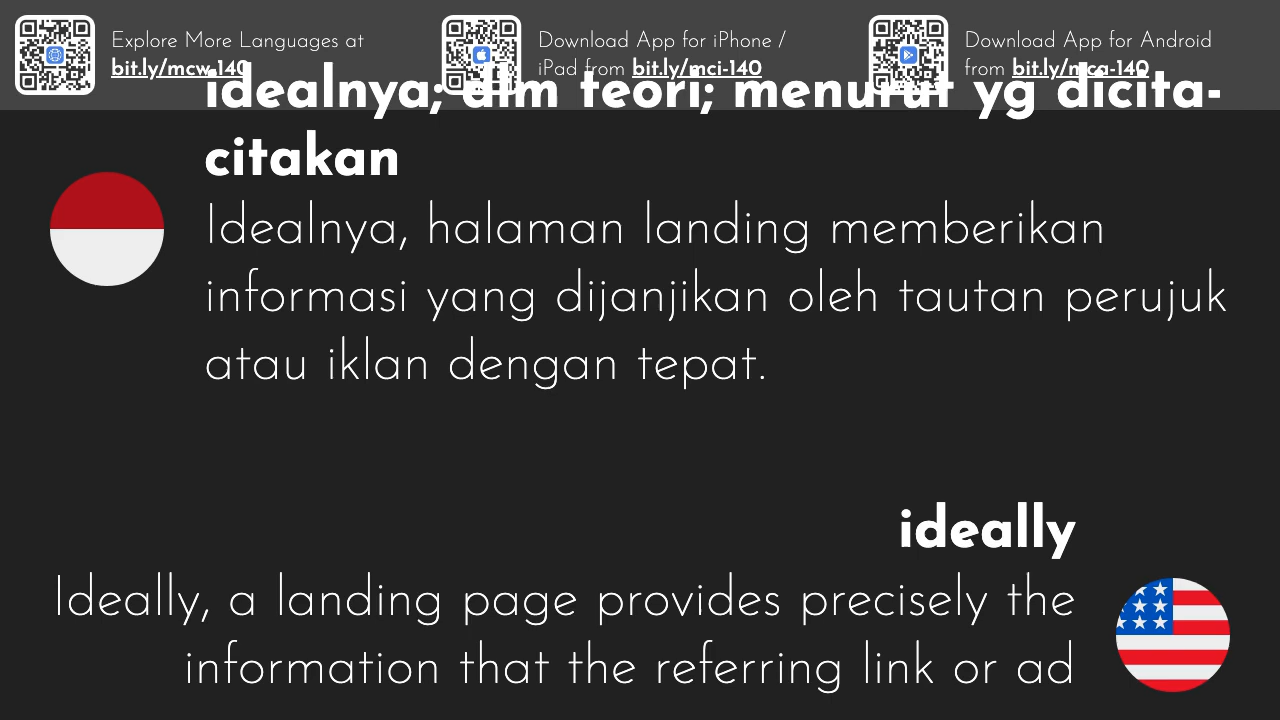 Explore More Languages at
bit.ly/mcw-140
Download App for iPhone /
iPad from bit.ly/mci-140
Download App for Android
from bit.ly/mca-140
idealnya; dlm teori; menurut yg dicita-
citakan
Idealnya, halaman landing memberikan
informasi yang dijanjikan oleh tautan perujuk
atau iklan dengan tepat.
ideally
Ideally, a landing page provides precisely the
information that the referring link or ad